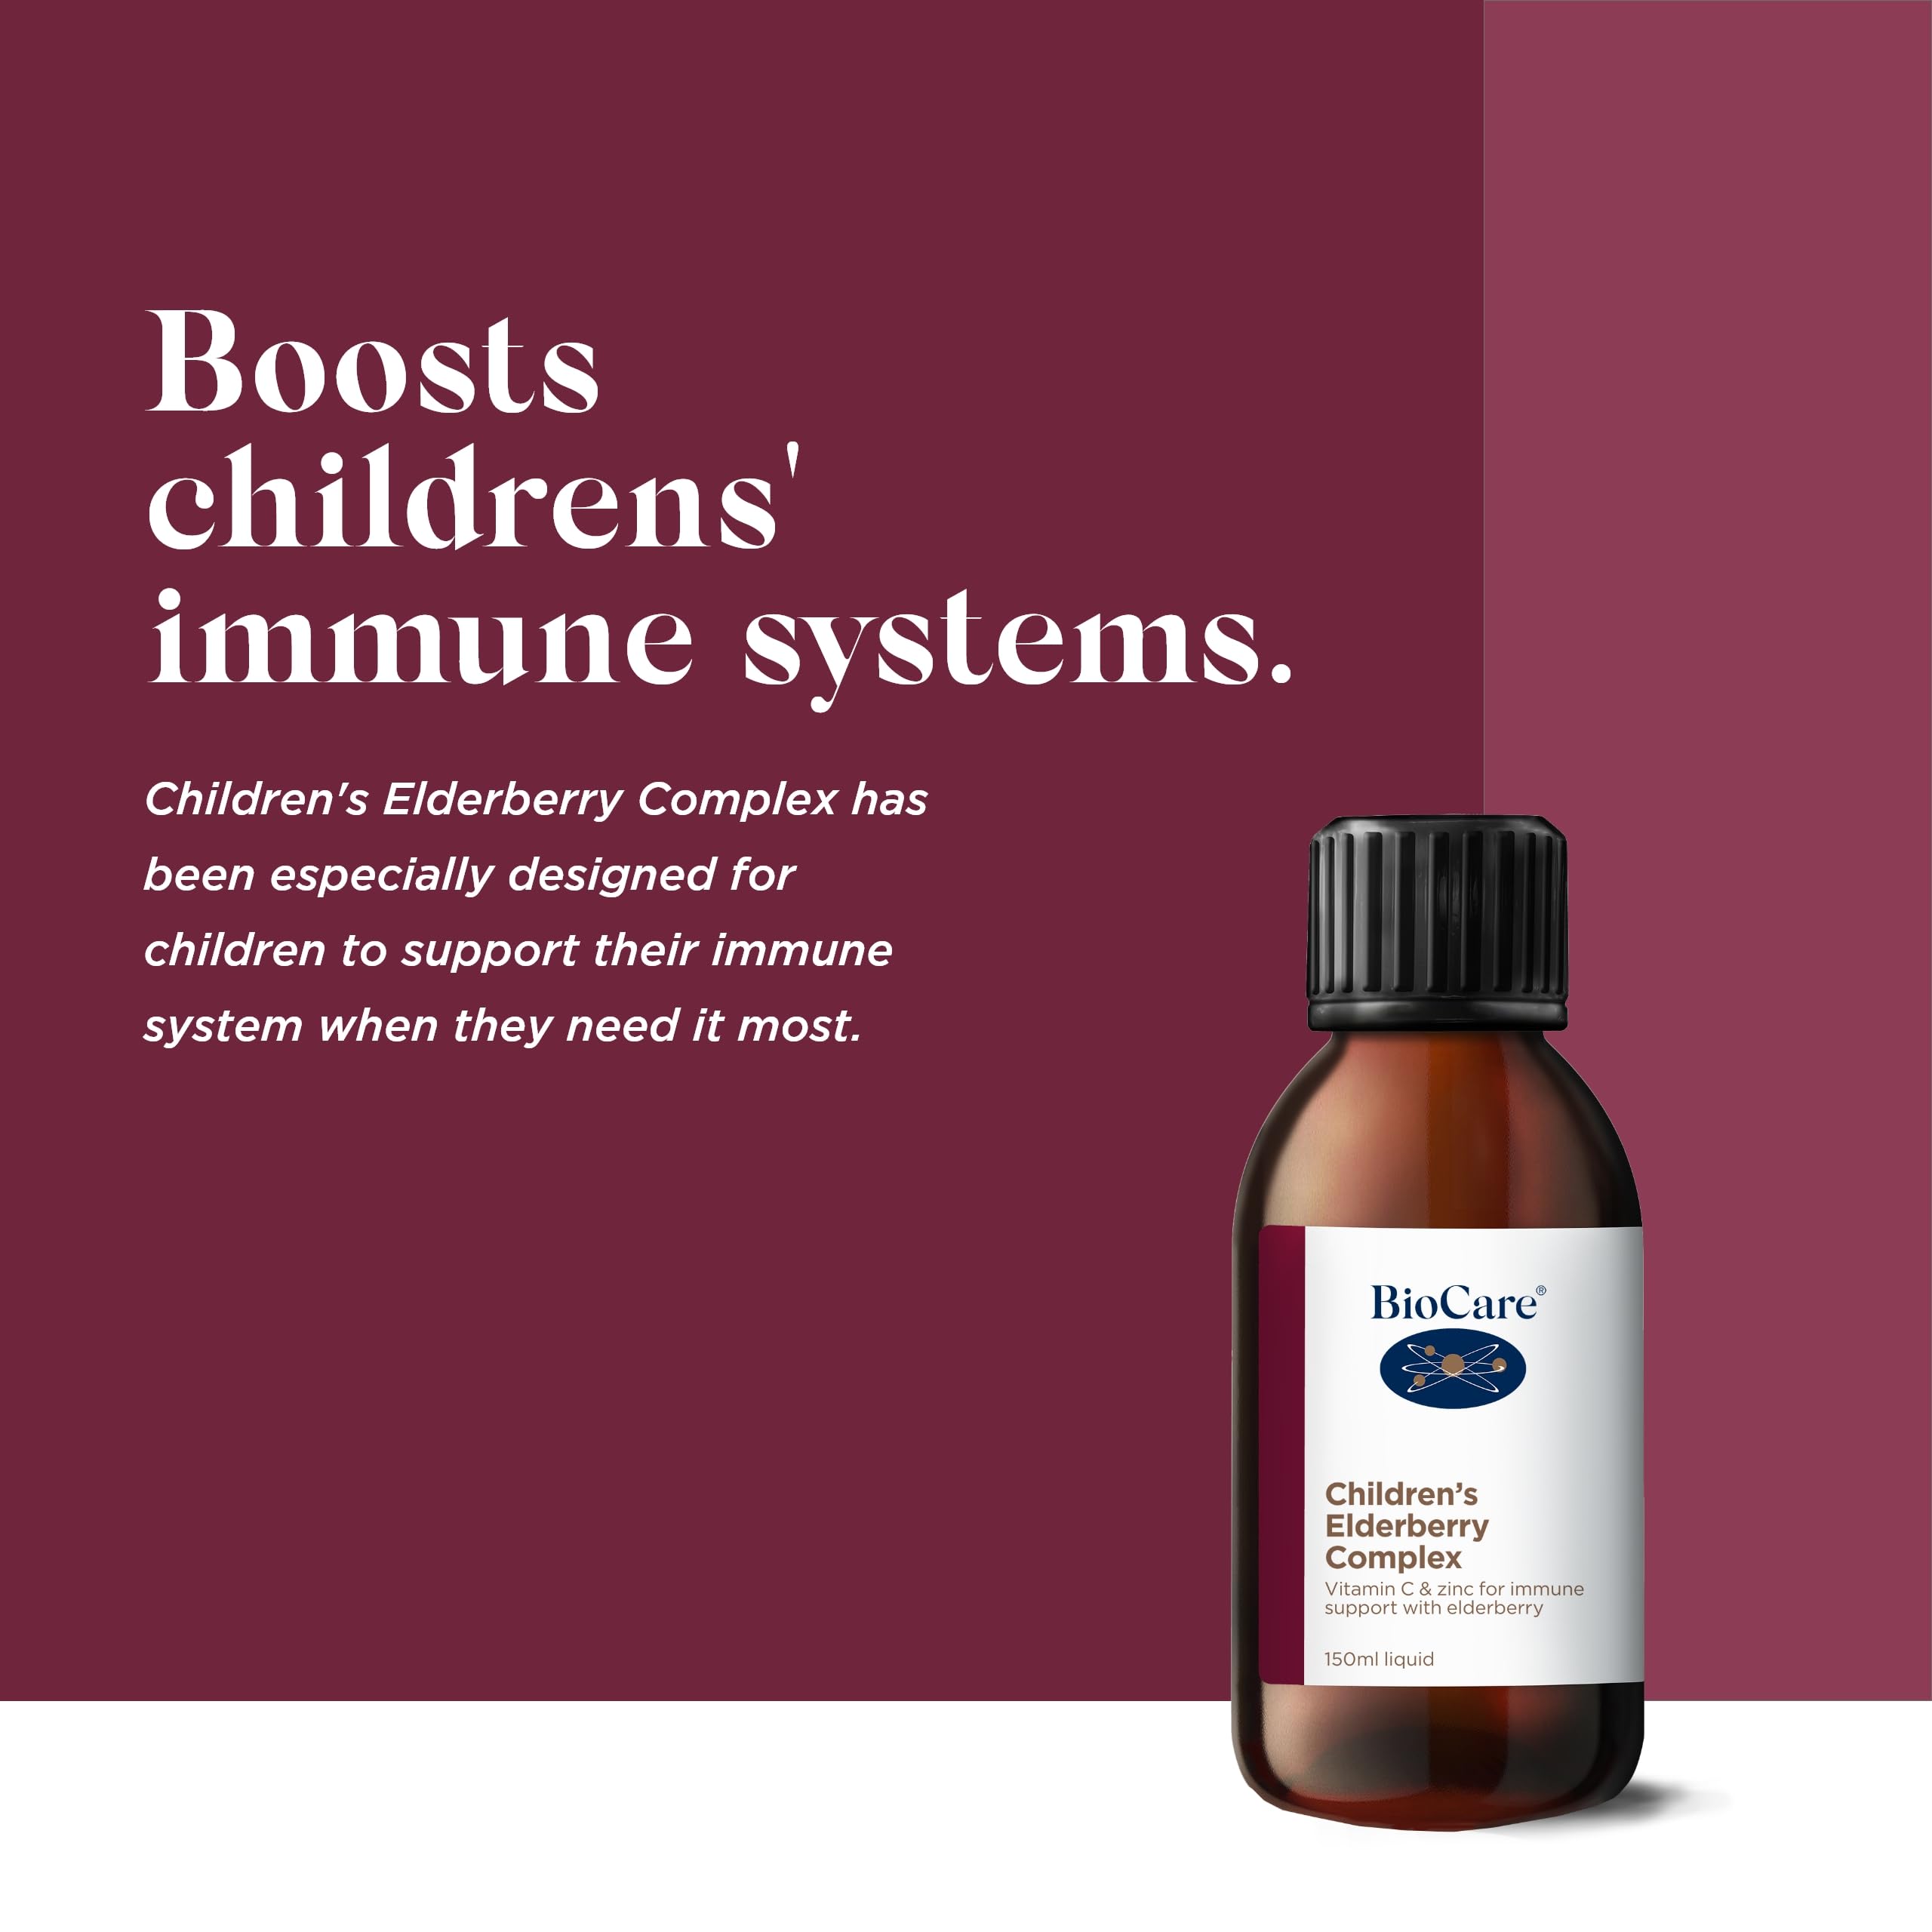 Boosts
childrens'
immune systems.
Children's Elderberry Complex has
been especially designed for
children to support their immune
system when they need it most.
BioCare®
Children’s
Elderberry
Complex
Vitamin C & zinc for immune
support with elderberry
150ml liquid